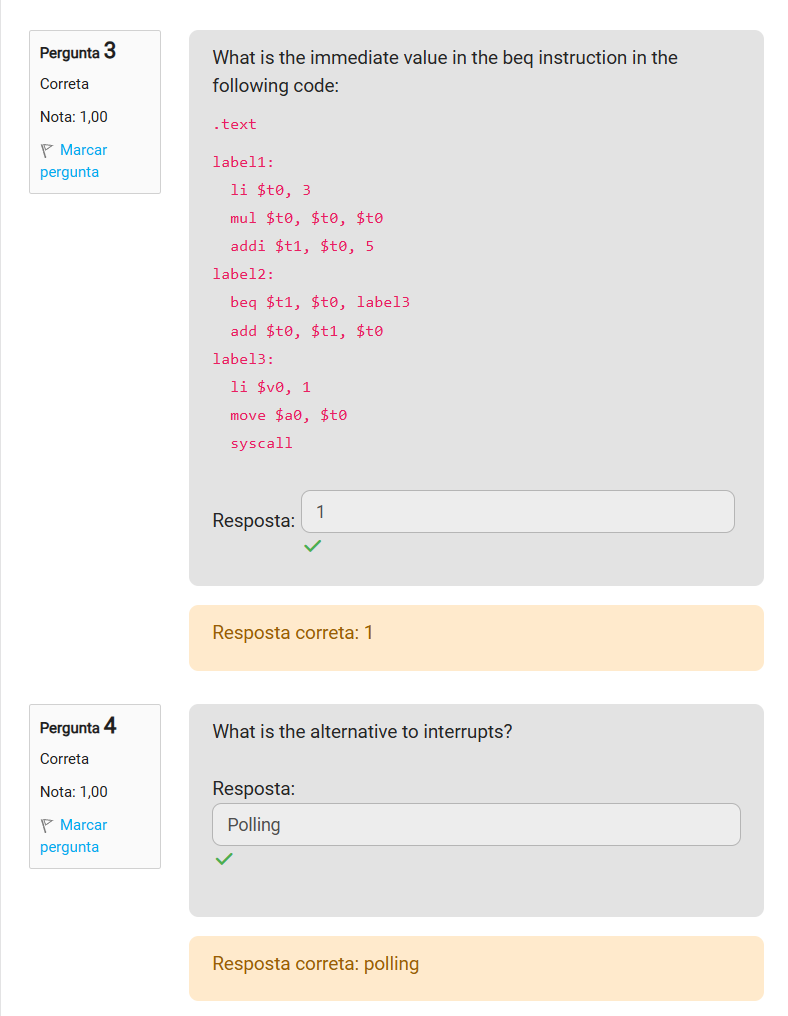 Pergunta 3
Correta
Nota: 1,00
Marcar
pergunta
What is the immediate value in the beq instruction in the
following code:
.text
label1:
li $t0, 3
mul $t0, $t0, $t0
addi $t1, $t0, 5
label2:
beq $t1, $t0, label3
add $t0, $t1, $t0
label3:
li $v0, 1
move $a0, $t0
syscall
Resposta: 1
Resposta correta: 1
Pergunta 4
Correta
Nota: 1,00
Marcar
pergunta
What is the alternative to interrupts?
Resposta:
Polling
Resposta correta: polling